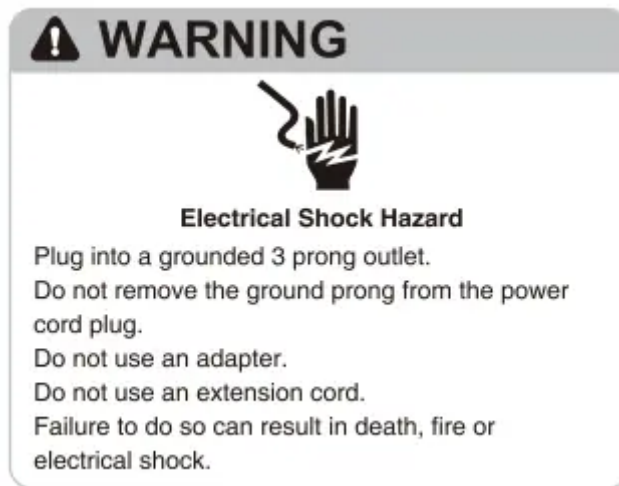 WARNING
Electrical Shock Hazard
Plug into a grounded 3 prong outlet.
Do not remove the ground prong from the power
cord plug.
Do not use an adapter.
Do not use an extension cord.
Failure to do so can result in death, fire or
electrical shock.